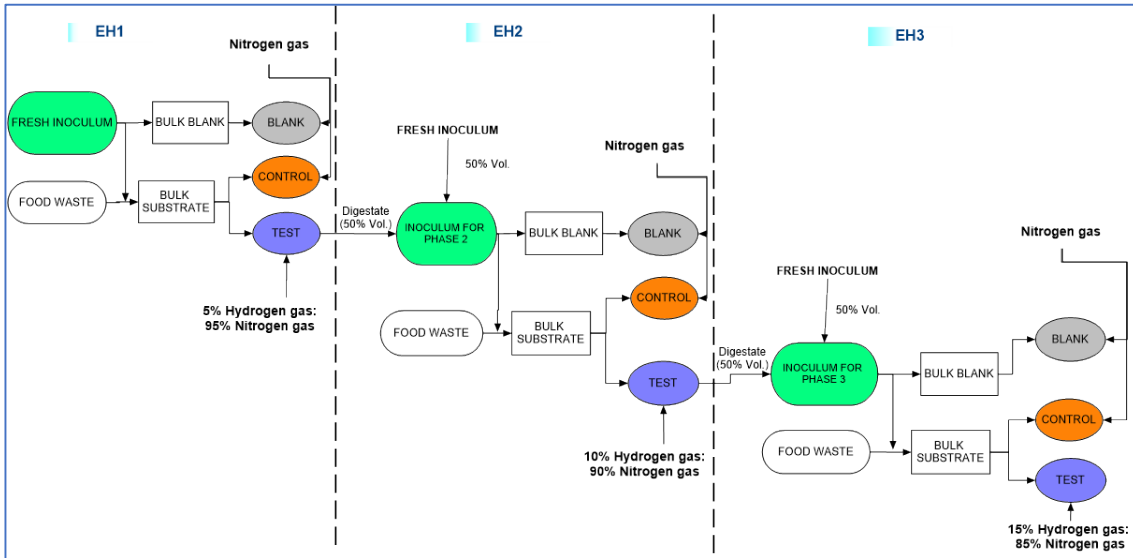 EH1
Nitrogen gas
FRESH INOCULUM
BULK BLANK
BLANK
CONTROL
FOOD WASTE
BULK
SUBSTRATE
TEST
5% Hydrogen gas:
95% Nitrogen gas
Digestate
(50% Vol.)
EH2
FRESH INOCULUM
50% Vol.
Nitrogen gas
INOCULUM FOR
PHASE 2
BULK BLANK
BLANK
CONTROL
FOOD WASTE
BULK
SUBSTRATE
TEST
10% Hydrogen gas:
90% Nitrogen gas
Digestate
(50% Vol.)
EH3
Nitrogen gas
FRESH INOCULUM
50% Vol.
INOCULUM FOR
PHASE 3
BULK BLANK
BLANK
CONTROL
FOOD WASTE
BULK
SUBSTRATE
TEST
15% Hydrogen gas:
85% Nitrogen gas